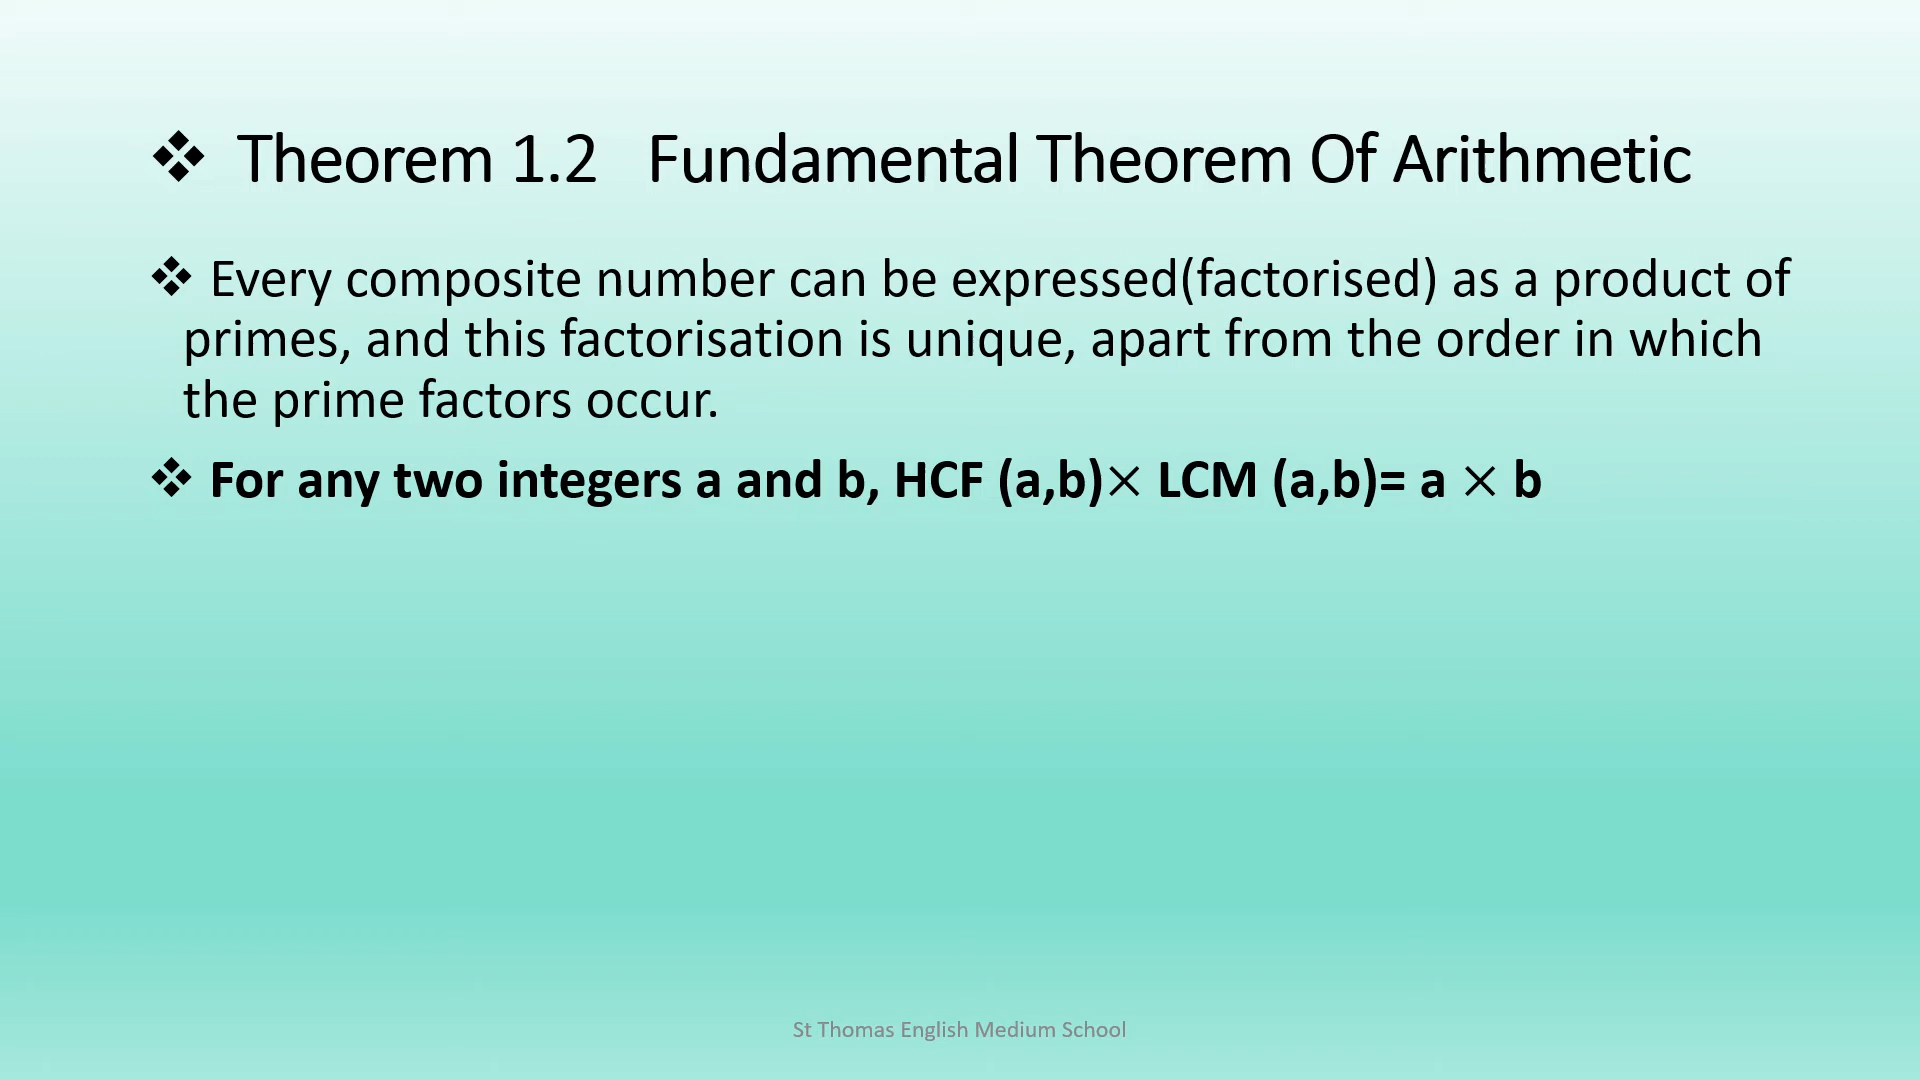 ❖ Theorem 1.2 Fundamental Theorem Of Arithmetic
❖ Every composite number can be expressed(factorised) as a product of
primes, and this factorisation is unique, apart from the order in which
the prime factors occur.
❖ For any two integers a and b, HCF (a,b)× LCM (a,b)= a × b
St Thomas English Medium School